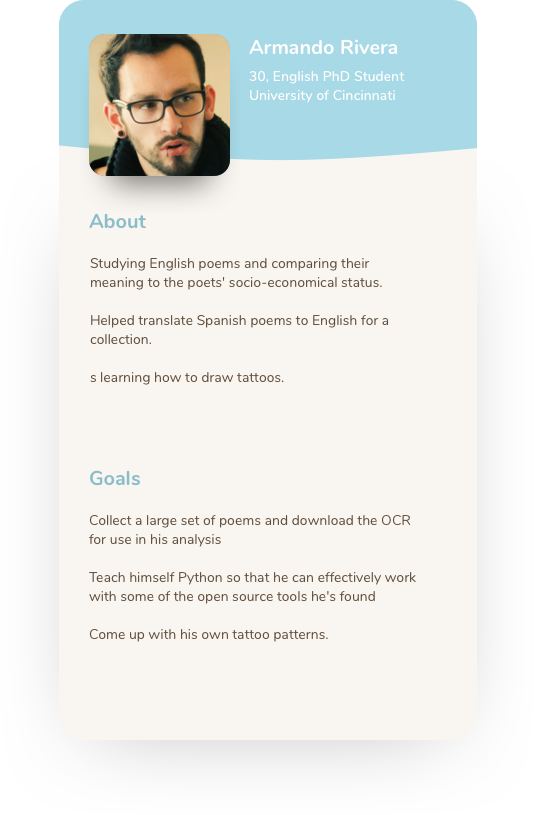 Armando Rivera
30, English PhD Student
University of Cincinnati
About
Studying English poems and comparing their
meaning to the poets' socio-economical status.
Helped translate Spanish poems to English for a
collection.
s learning how to draw tattoos.
Goals
Collect a large set of poems and download the OCR
for use in his analysis
Teach himself Python so that he can effectively work
with some of the open source tools he's found
Come up with his own tattoo patterns.